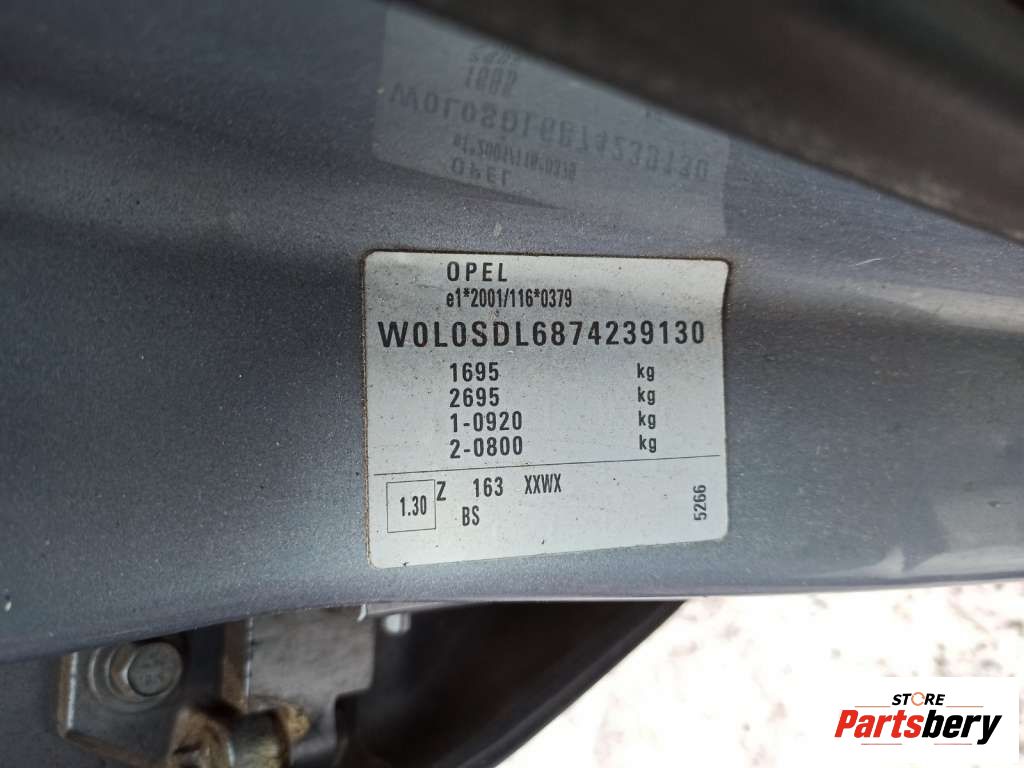 OPEL
e1*2001/116*0379
W0L0SDL6874239130
1695 kg
2695 kg
1-0920 kg
2-0800 kg
1.30 Z 163 XXWX
BS
5266
STORE
Partsbery